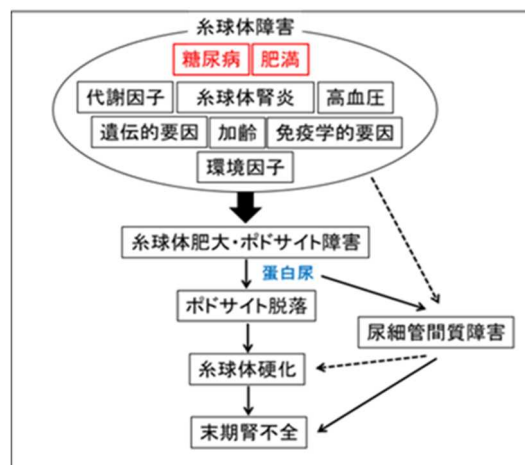 糸球体障害
糖尿病 肥満
代謝因子 糸球体腎炎 高血圧
遺伝的要因 加齢 免疫学的要因
環境因子
糸球体肥大・ポドサイト障害
蛋白尿
ポドサイト脱落
尿細管間質障害
糸球体硬化
末期腎不全